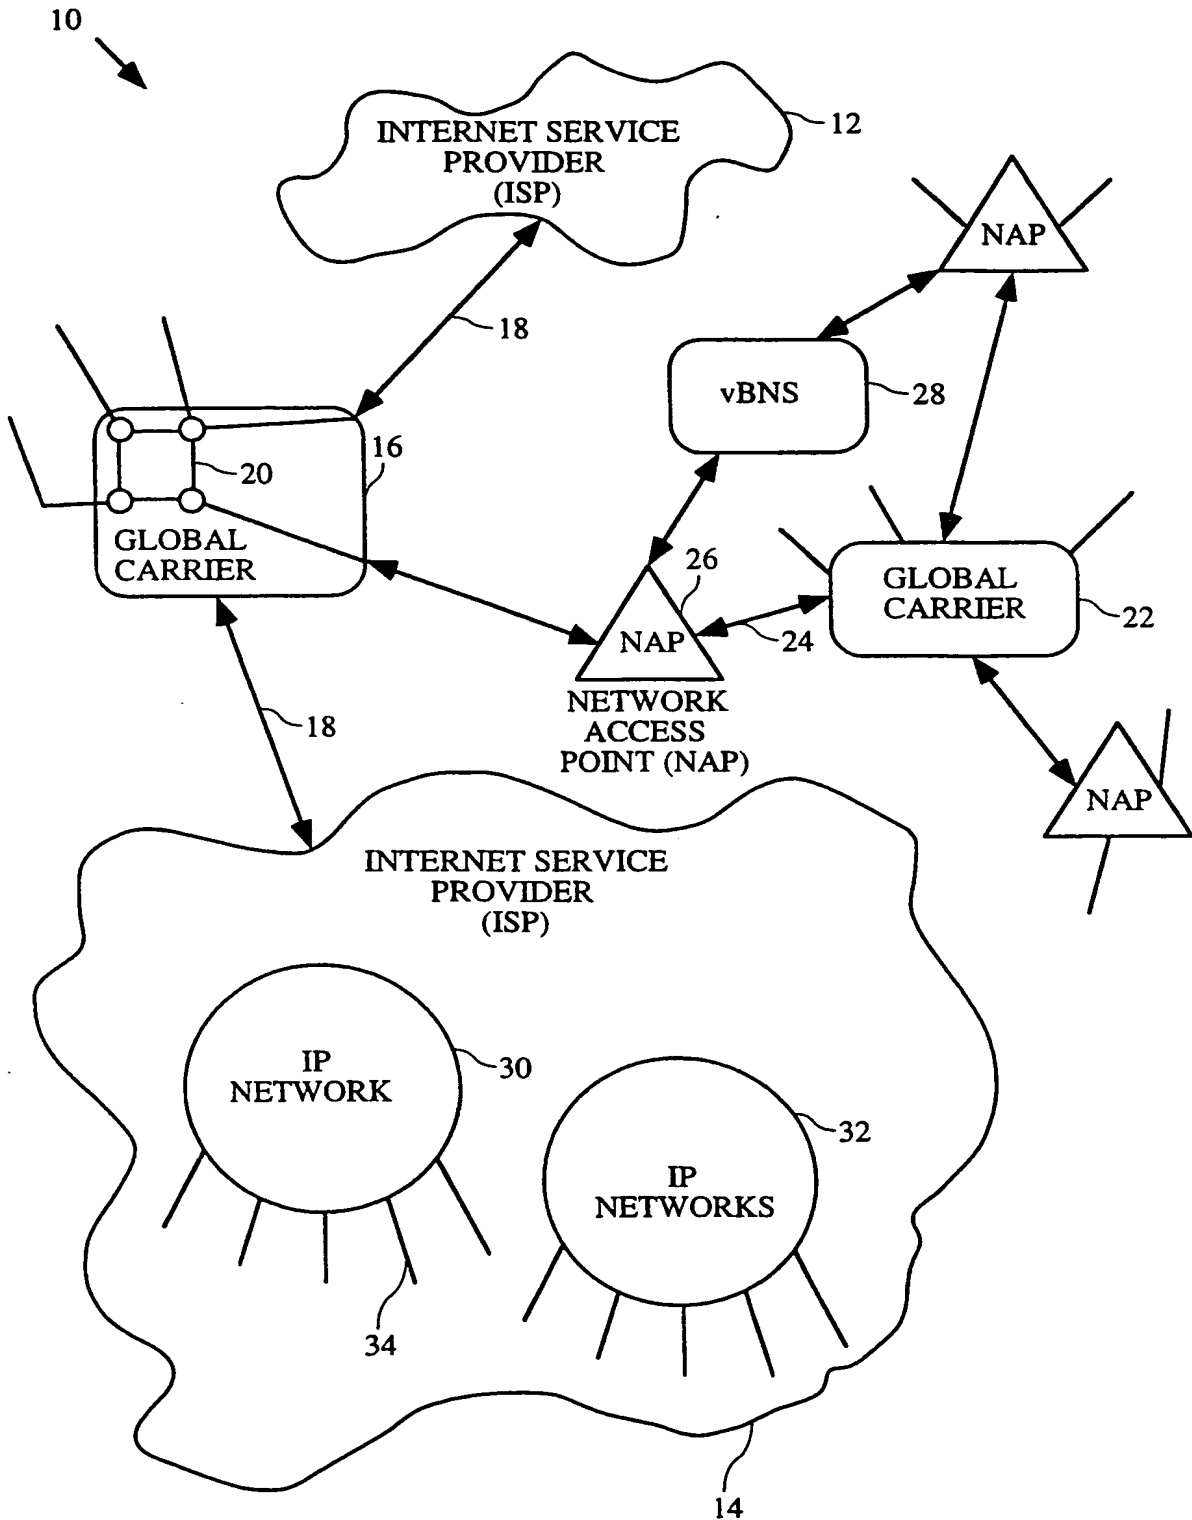 10
INTERNET SERVICE
PROVIDER
(ISP)
12
NAP
18
vBNS
28
16
20
GLOBAL
CARRIER
26
NAP
24
GLOBAL
CARRIER
22
NETWORK
ACCESS
POINT (NAP)
18
NAP
INTERNET SERVICE
PROVIDER
(ISP)
IP
NETWORK
30
32
IP
NETWORKS
34
14